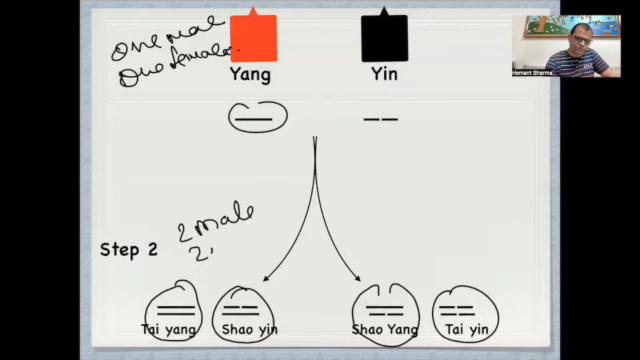 one male
one female.
Yang
Yin
Hemant Sharma
2 male
Step 2
2
Tai yang
Shao yin
Shao Yang
Tai yin